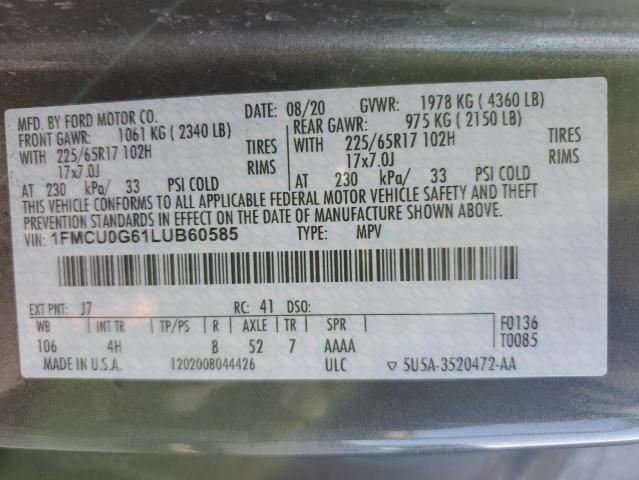 MFD. BY FORD MOTOR CO. DATE: 08/20 GVWR: 1978 KG ( 4360 LB)
FRONT GAWR: 1061 KG ( 2340 LB) REAR GAWR: 975 KG ( 2150 LB)
WITH 225/65R17 102H TIRES WITH 225/65R17 102H TIRES
17x7.0J RIMS 17x7.0J RIMS
AT 230 kPa/ 33 PSI COLD AT 230 kPa/ 33 PSI COLD
THIS VEHICLE CONFORMS TO ALL APPLICABLE FEDERAL MOTOR VEHICLE SAFETY AND THEFT
PREVENTION STANDARDS IN EFFECT ON THE DATE OF MANUFACTURE SHOWN ABOVE.
VIN: 1FMCU0G61LUB60585 TYPE: MPV
EXT PNT: J7 RC: 41 DSO:
WB INT TR TP/PS R AXLE TR SPR F0136
106 4H 8 52 7 AAAA T0085
MADE IN U.S.A. 1202008044426 ULC ▽ 5U5A-3520472-AA